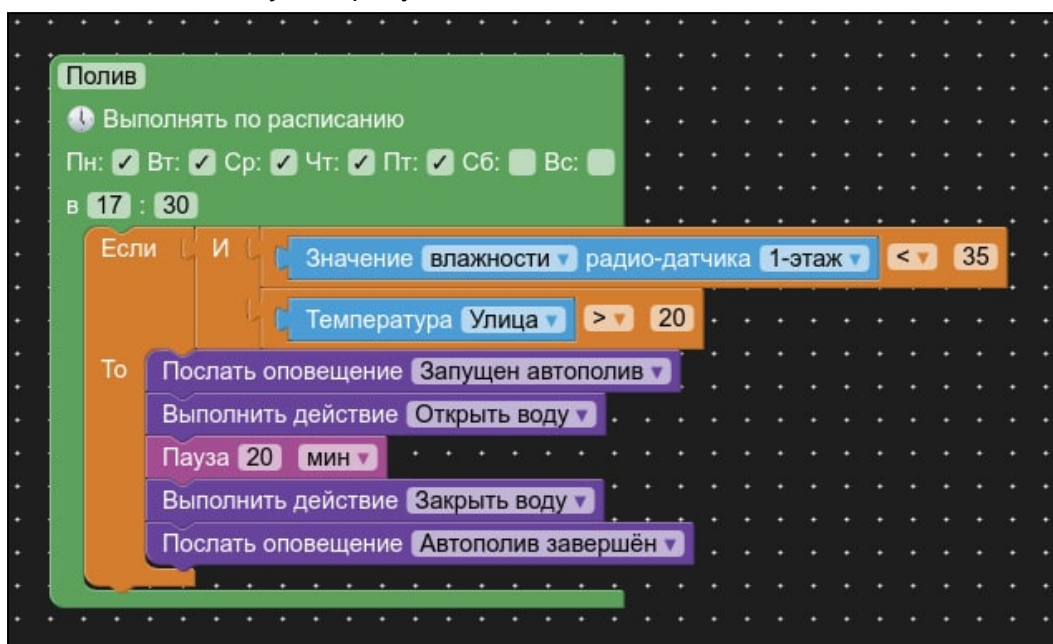 Полив
Выполнять по расписанию
Пн: Вт: Ср: Чт: Пт: Сб: Вс:
в 17 : 30
Если И Значение влажности радио-датчика 1-этаж < 35
Температура Улица > 20
То Послать оповещение Запущен автополив
Выполнить действие Открыть воду
Пауза 20 мин
Выполнить действие Закрыть воду
Послать оповещение Автополив завершён